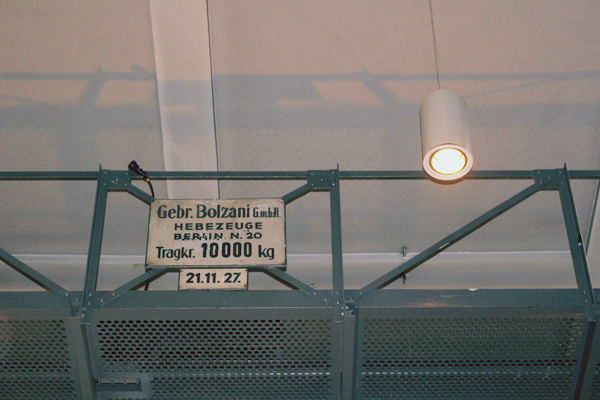 Gebr. Bolzani G.m.b.H.
HEBEZEUGE
BERLIN. N. 20
Tragkr. 10000 kg
21.11.27.